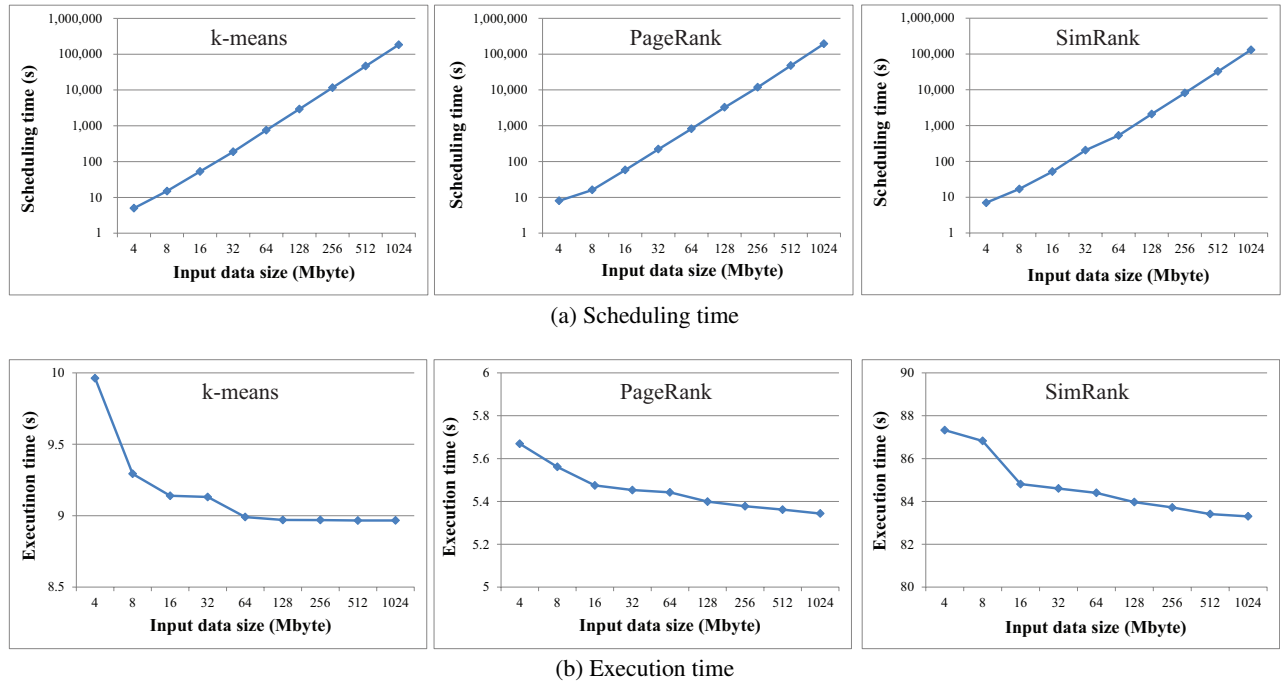 k-means
Scheduling time (s)
1,000,000
100,000
10,000
1,000
100
10
1
4 8 16 32 64 128 256 512 1024
Input data size (Mbyte)
PageRank
Scheduling time (s)
1,000,000
100,000
10,000
1,000
100
10
1
4 8 16 32 64 128 256 512 1024
Input data size (Mbyte)
SimRank
Scheduling time (s)
1,000,000
100,000
10,000
1,000
100
10
1
4 8 16 32 64 128 256 512 1024
Input data size (Mbyte)
(a) Scheduling time
k-means
Executinon time (s)
10
9.5
9
8.5
4 8 16 32 64 128 256 512 1024
Input data size (Mbyte)
PageRank
Execution time (s)
6
5.8
5.6
5.4
5.2
5
4 8 16 32 64 128 256 512 1024
Input data size (Mbyte)
SimRank
Execution time (s)
90
88
86
84
82
80
4 8 16 32 64 128 256 512 1024
Input data size (Mbyte)
(b) Execution time